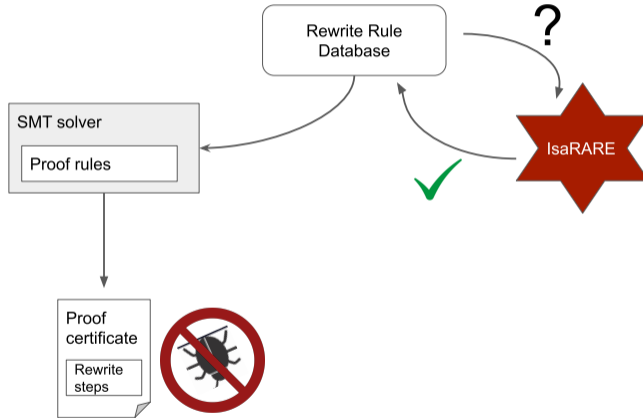 Rewrite Rule
Database
?
SMT solver
Proof rules
IsaRARE
Proof
certificate
Rewrite
steps